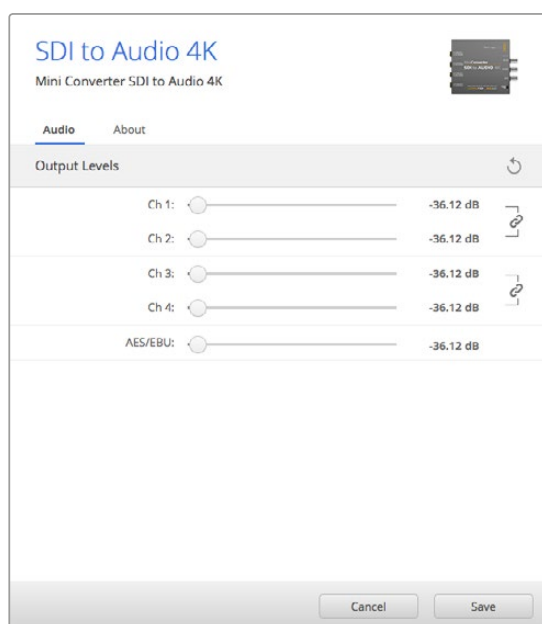 SDI to Audio 4K
Mini Converter SDI to Audio 4K
Audio About
Output Levels
Ch 1: -36.12 dB
Ch 2: -36.12 dB
Ch 3: -36.12 dB
Ch 4: -36.12 dB
AES/EBU: -36.12 dB
Cancel Save